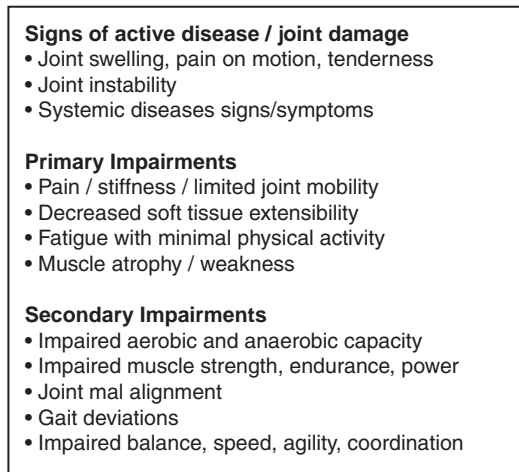 Signs of active disease / joint damage
• Joint swelling, pain on motion, tenderness
• Joint instability
• Systemic diseases signs/symptoms
Primary Impairments
• Pain / stiffness / limited joint mobility
• Decreased soft tissue extensibility
• Fatigue with minimal physical activity
• Muscle atrophy / weakness
Secondary Impairments
• Impaired aerobic and anaerobic capacity
• Impaired muscle strength, endurance, power
• Joint mal alignment
• Gait deviations
• Impaired balance, speed, agility, coordination